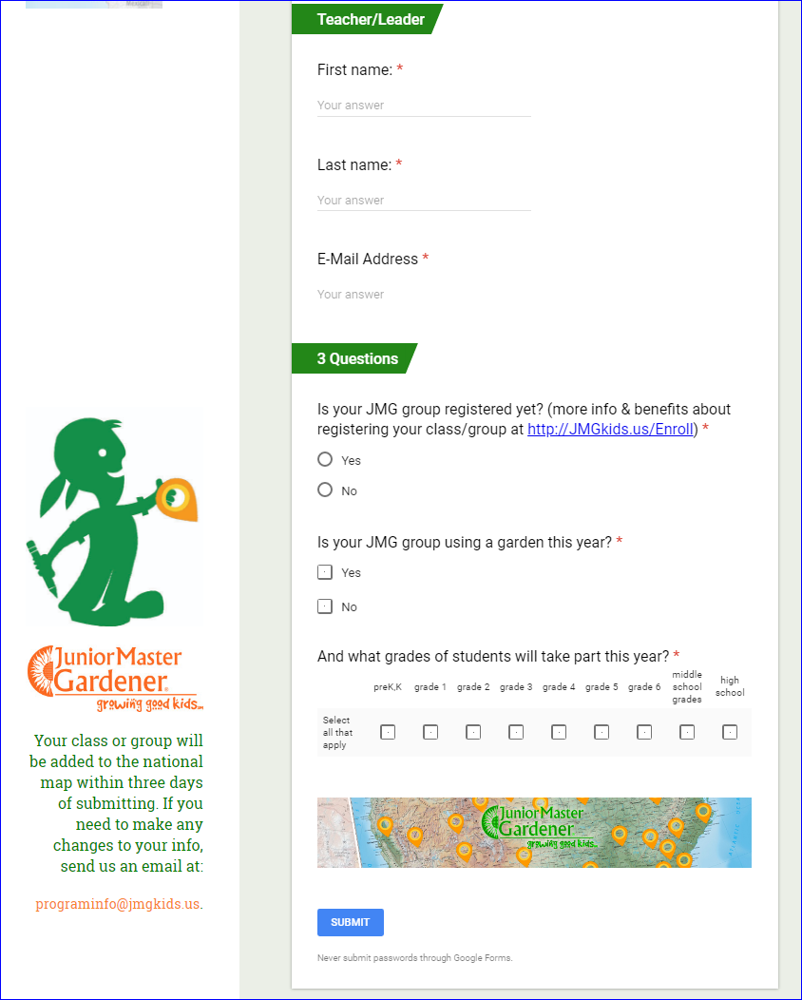 Teacher/Leader
First name: *
Your answer
Last name: *
Your answer
E-Mail Address *
Your answer
3 Questions
Is your JMG group registered yet? (more info & benefits about
registering your class/group at http://JMGkids.us/Enroll) *
Yes
No
Is your JMG group using a garden this year? *
Yes
No
And what grades of students will take part this year? *
preK,K grade 1 grade 2 grade 3 grade 4 grade 5 grade 6 middle school grades high school
Select
all that
apply
Junior Master
Gardener
growing good kids
SUBMIT
Never submit passwords through Google Forms.
Junior Master
Gardener®
growing good kids
Your class or group will
be added to the national
map within three days
of submitting. If you
need to make any
changes to your info,
send us an email at:
programinfo@jmgkids.us.